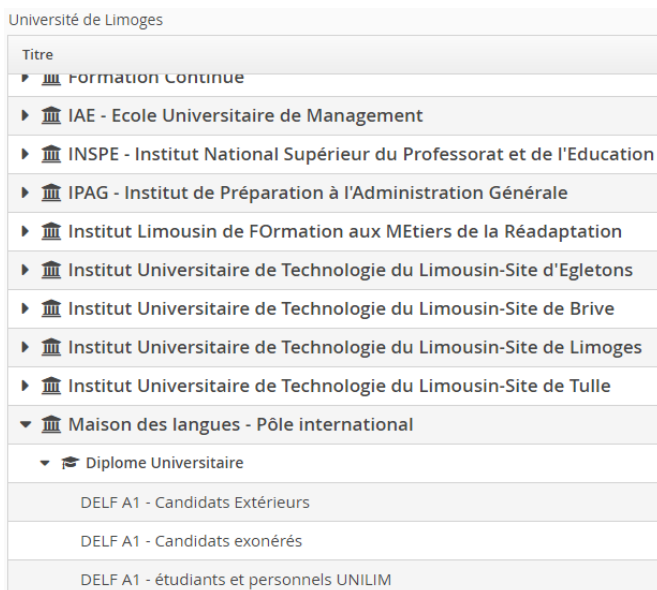 Université de Limoges
Titre
Formation Continue
IAE - Ecole Universitaire de Management
INSPE - Institut National Supérieur du Professorat et de l'Education
IPAG - Institut de Préparation à l'Administration Générale
Institut Limousin de FOrmation aux MEtiers de la Réadaptation
Institut Universitaire de Technologie du Limousin-Site d'Egletons
Institut Universitaire de Technologie du Limousin-Site de Brive
Institut Universitaire de Technologie du Limousin-Site de Limoges
Institut Universitaire de Technologie du Limousin-Site de Tulle
Maison des langues - Pôle international
Diplome Universitaire
DELF A1 - Candidats Extérieurs
DELF A1 - Candidats exonérés
DELF A1 - étudiants et personnels UNILIM